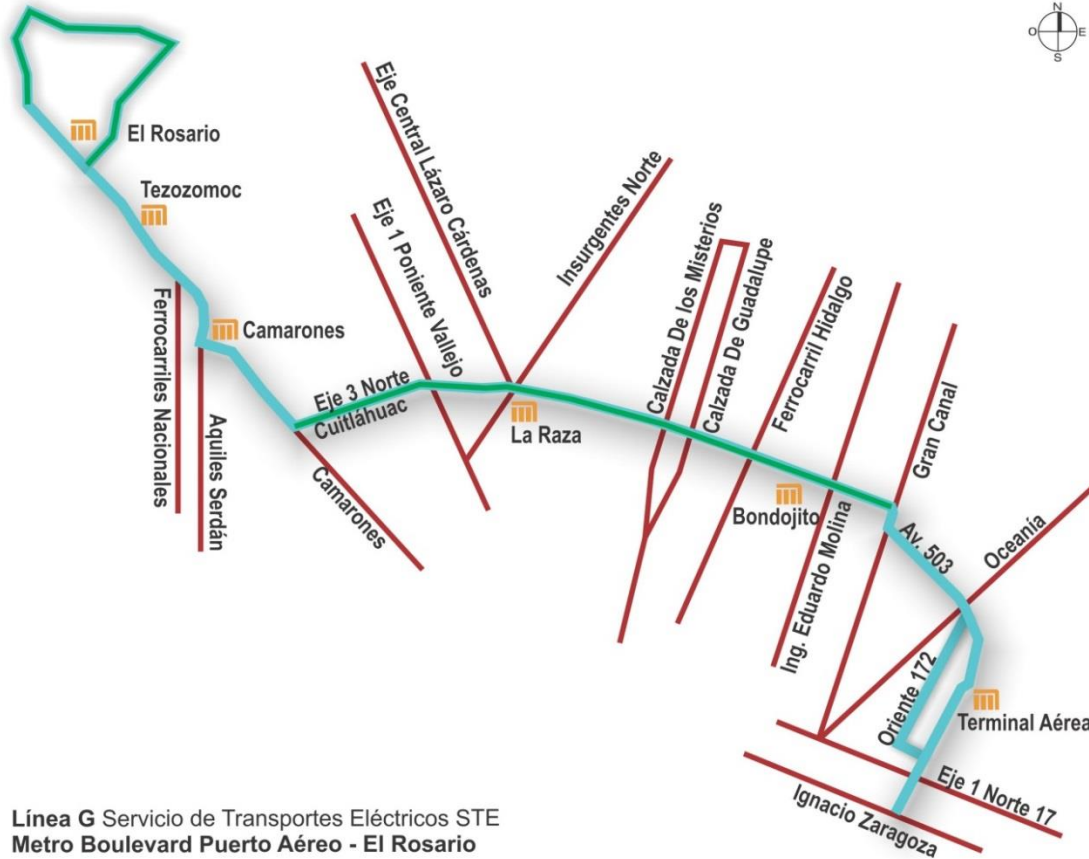 N
O
E
S
El Rosario
Tezozomoc
Ferrocarriles Nacionales
Camarones
Aquiles Serdán
Camarones
Eje 3 Norte
Cuitláhuac
Eje 1 Poniente Vallejo
Eje Central Lázaro Cárdenas
Insurgentes Norte
La Raza
Calzada De los Misterios
Calzada De Guadalupe
Ferrocarril Hidalgo
Bondojito
Ing. Eduardo Molina
Gran Canal
Av. 503
Oceanía
Oriente 172
Terminal Aérea
Eje 1 Norte 17
Ignacio Zaragoza
Línea G Servicio de Transportes Eléctricos STE
Metro Boulevard Puerto Aéreo - El Rosario